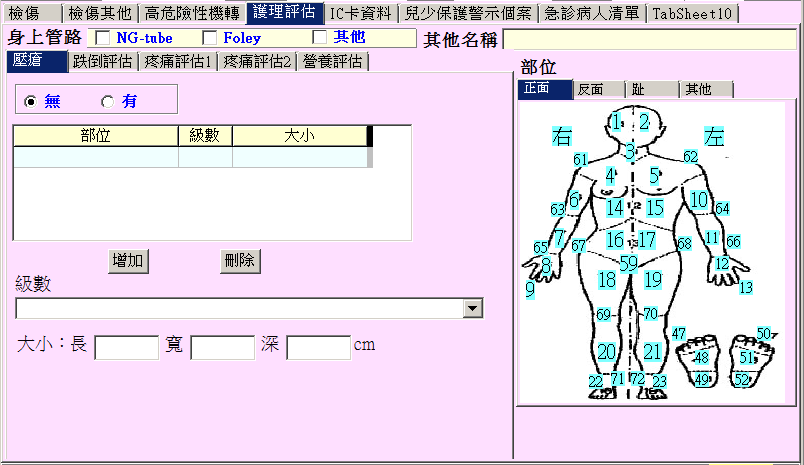 檢傷 檢傷其他 高危險性機轉 護理評估 IC卡資料 兒少保護警示個案 急診病人清單 TabSheet10
身上管路 NG-tube Foley 其他 其他名稱
壓瘡 跌倒評估 疼痛評估1 疼痛評估2 營養評估
部位
正面 反面 趾 其他
無 有
部位 級數 大小
增加 刪除
級數
大小：長 寬 深 cm
1 2
右 左
3
61 62
4 5
6 10
63 14 12 15 64
7 16 13 17 11 66
65 67 68
8 59 12
9 18 19 13
69 70
47 50
20 21 48 51
22 71 72 23 49 52